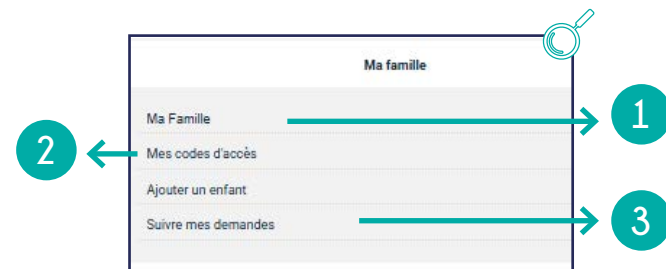 Ma famille
Ma Famille
1
2
Mes codes d'accès
Ajouter un enfant
Suivre mes demandes
3